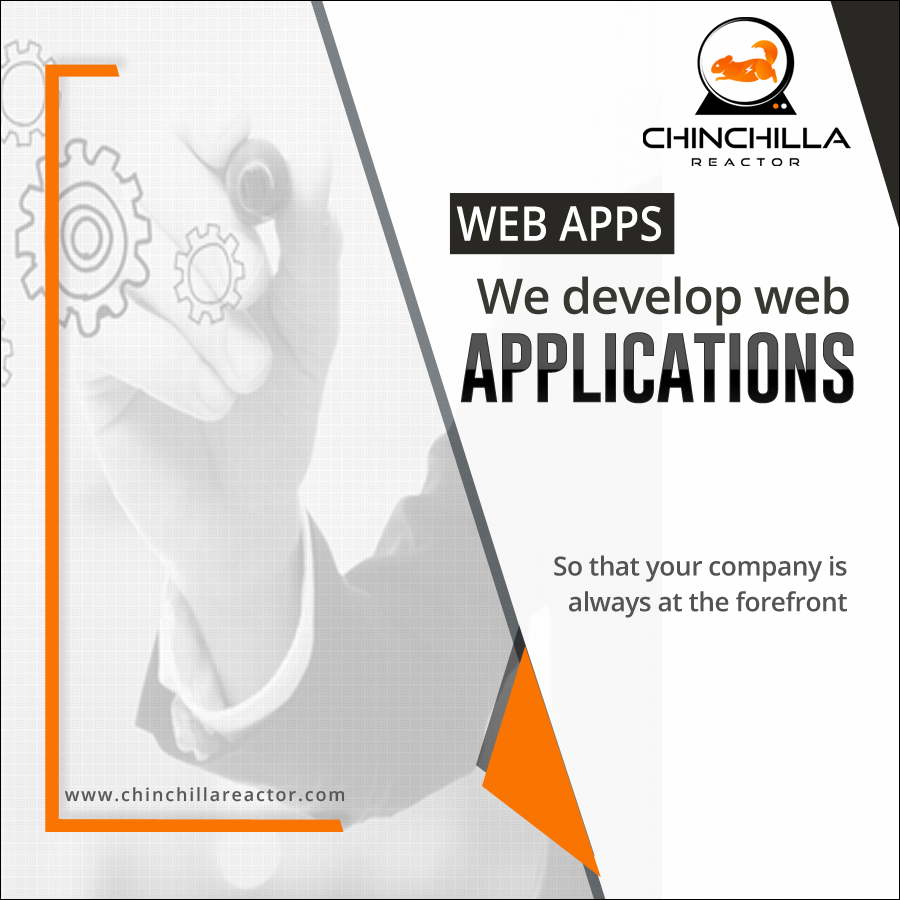 CHINCHILLA
REACTOR
WEB APPS
We develop web
APPLICATIONS
So that your company is
always at the forefront
www.chinchillareactor.com